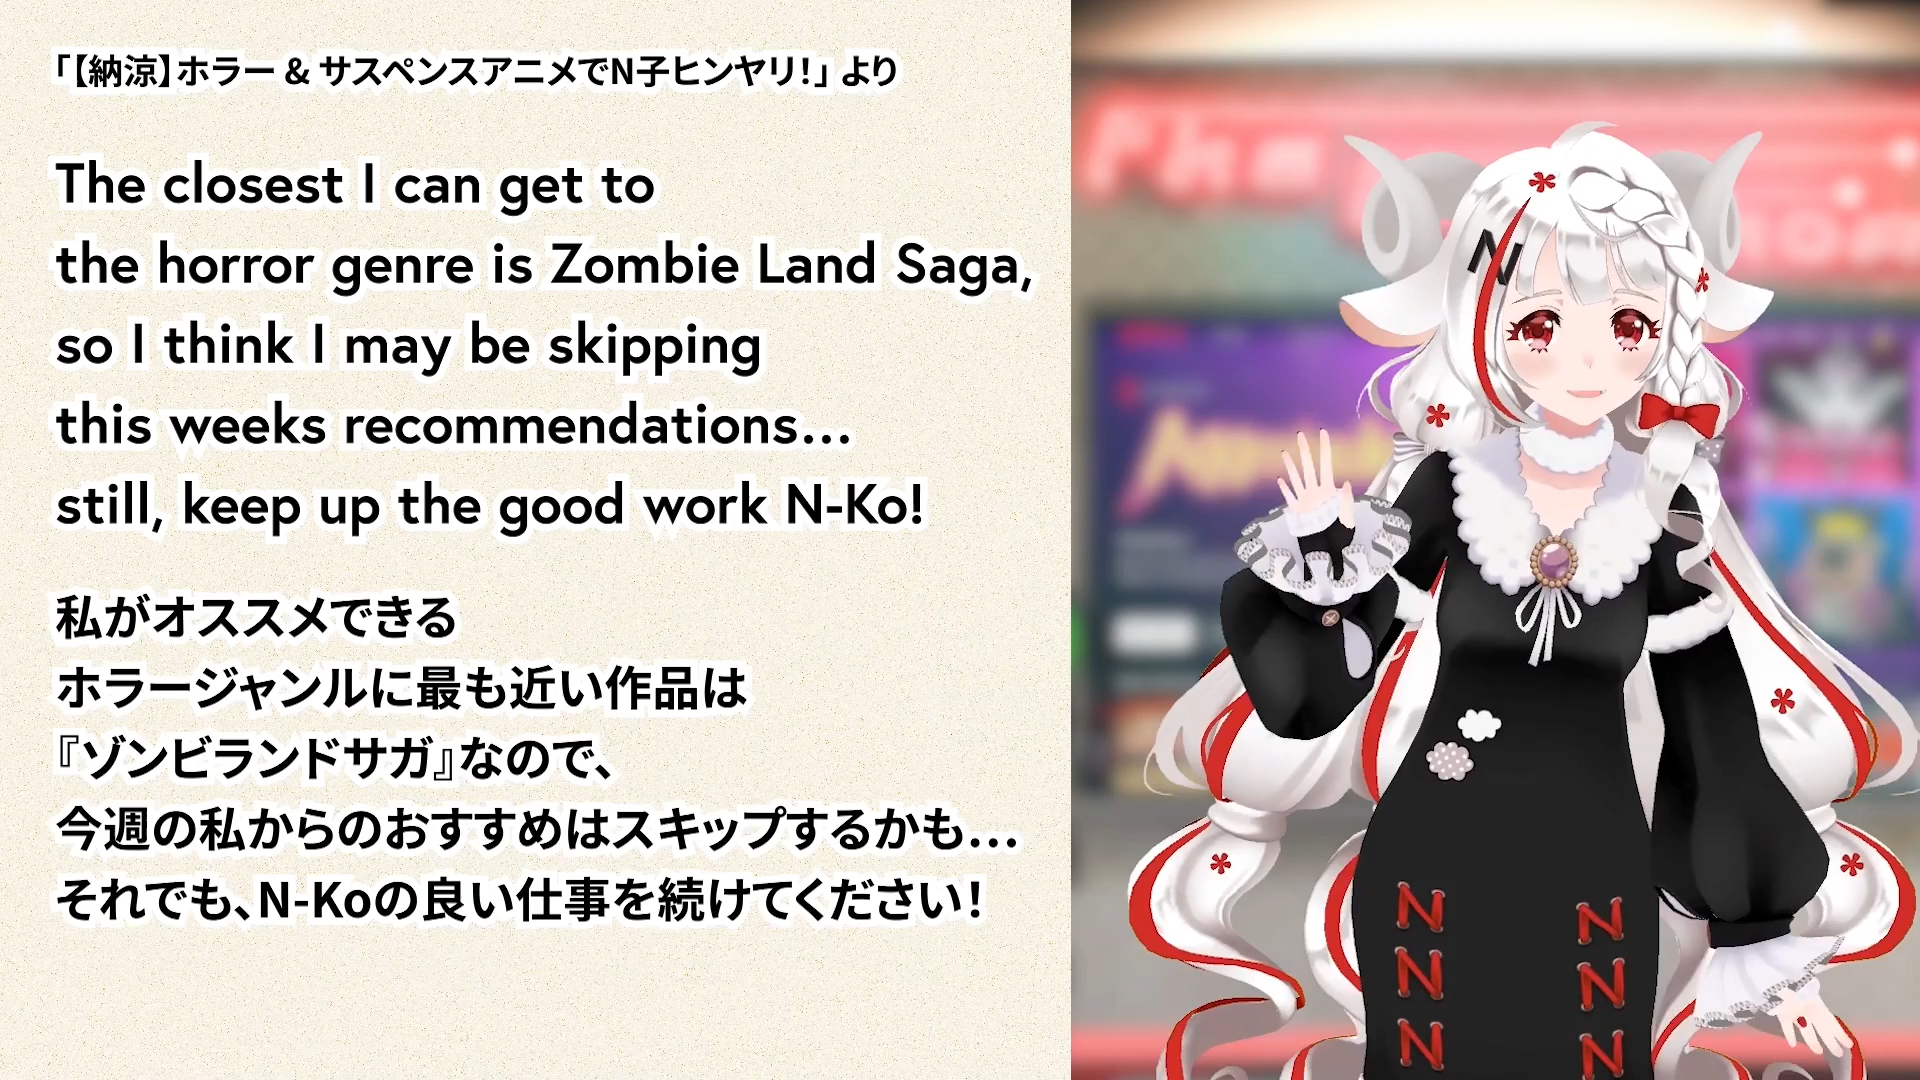 「【納涼】ホラー & サスペンスアニメでN子ヒンヤリ!」 より
The closest I can get to
the horror genre is Zombie Land Saga,
so I think I may be skipping
this weeks recommendations...
still, keep up the good work N-Ko!
私がオススメできる
ホラージャンルに最も近い作品は
『ゾンビランドサガ』なので、
今週の私からのおすすめはスキップするかも...
それでも、N-Koの良い仕事を続けてください!
N
N N
N N
N N